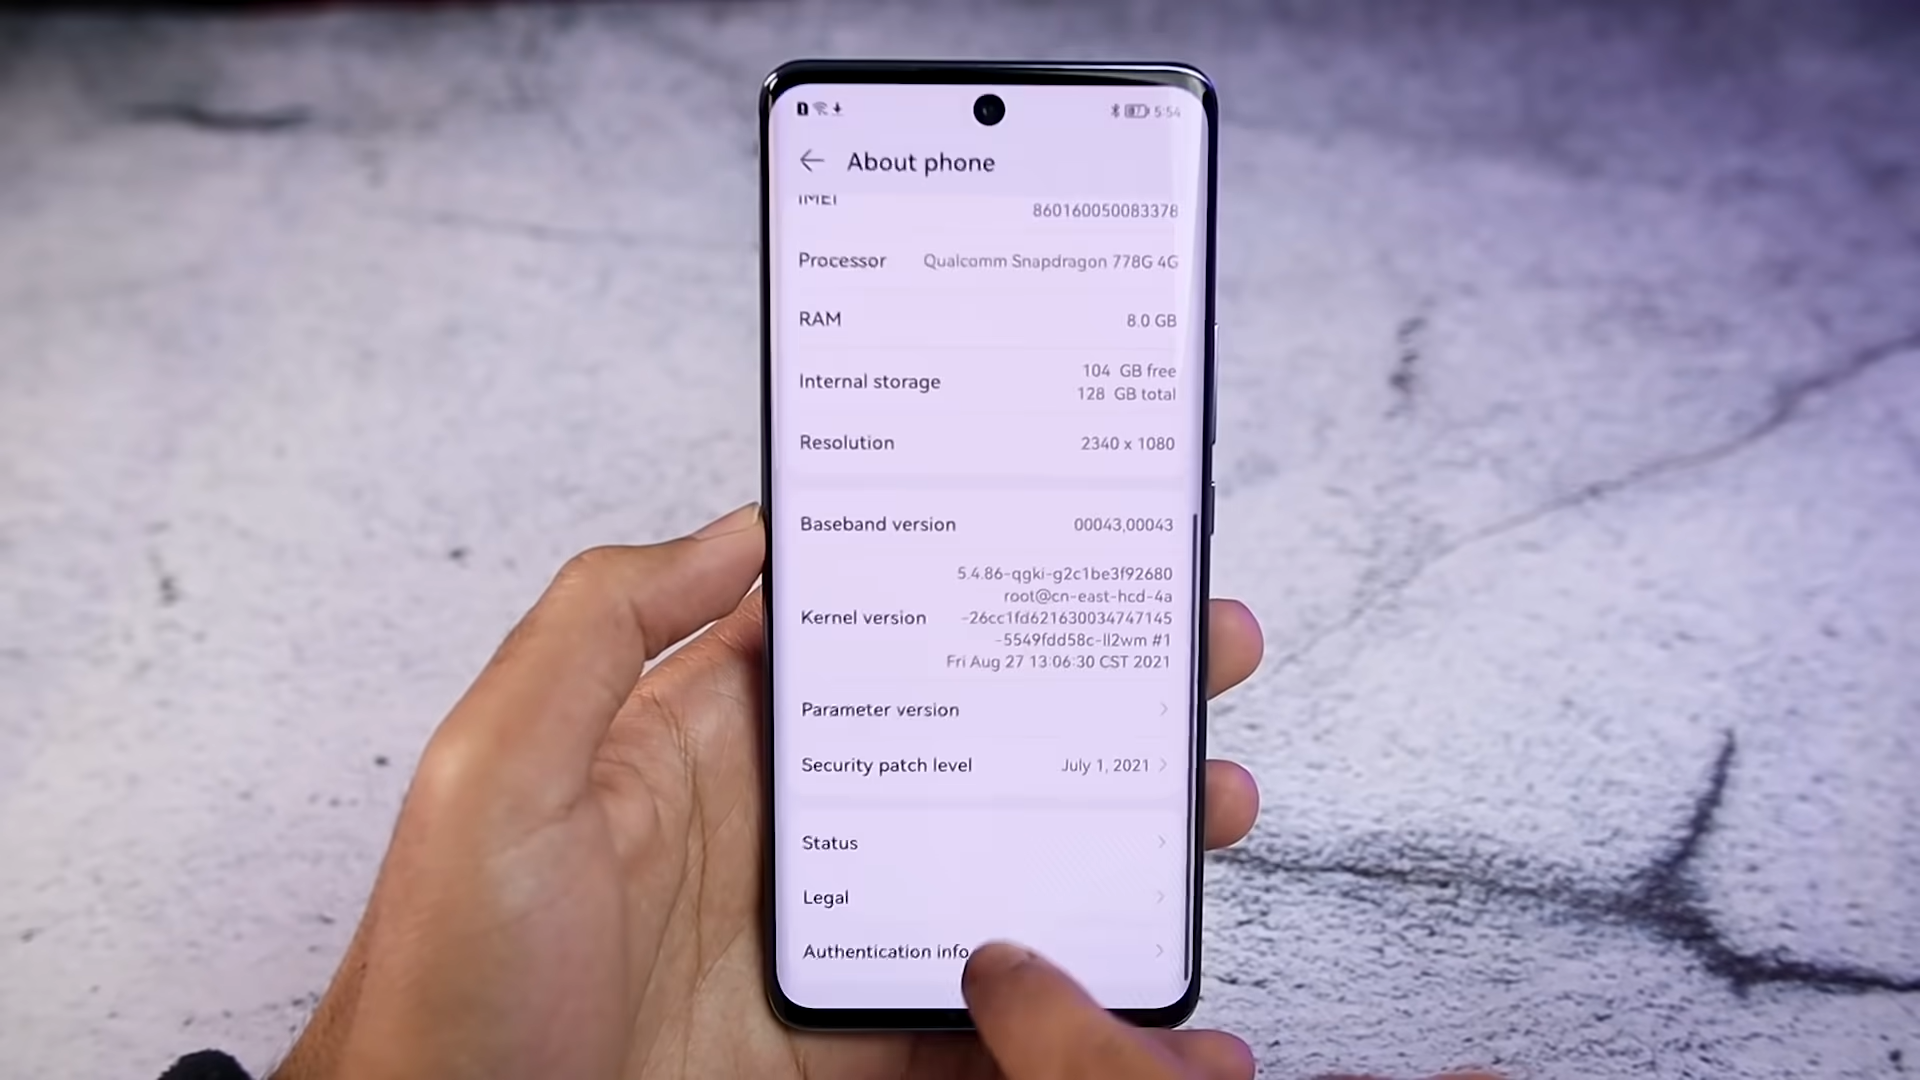 5:54
About phone
IMEI
860160050083378
Processor Qualcomm Snapdragon 778G 4G
RAM 8.0 GB
Internal storage
104 GB free
128 GB total
Resolution 2340 x 1080
Baseband version 00043,00043
Kernel version
5.4.86-qgki-g2c1be3f92680
root@cn-east-hcd-4a
-26cc1fd621630034747145
-5549fdd58c-ll2wm #1
Fri Aug 27 13:06:30 CST 2021
Parameter version
Security patch level July 1, 2021
Status
Legal
Authentication info